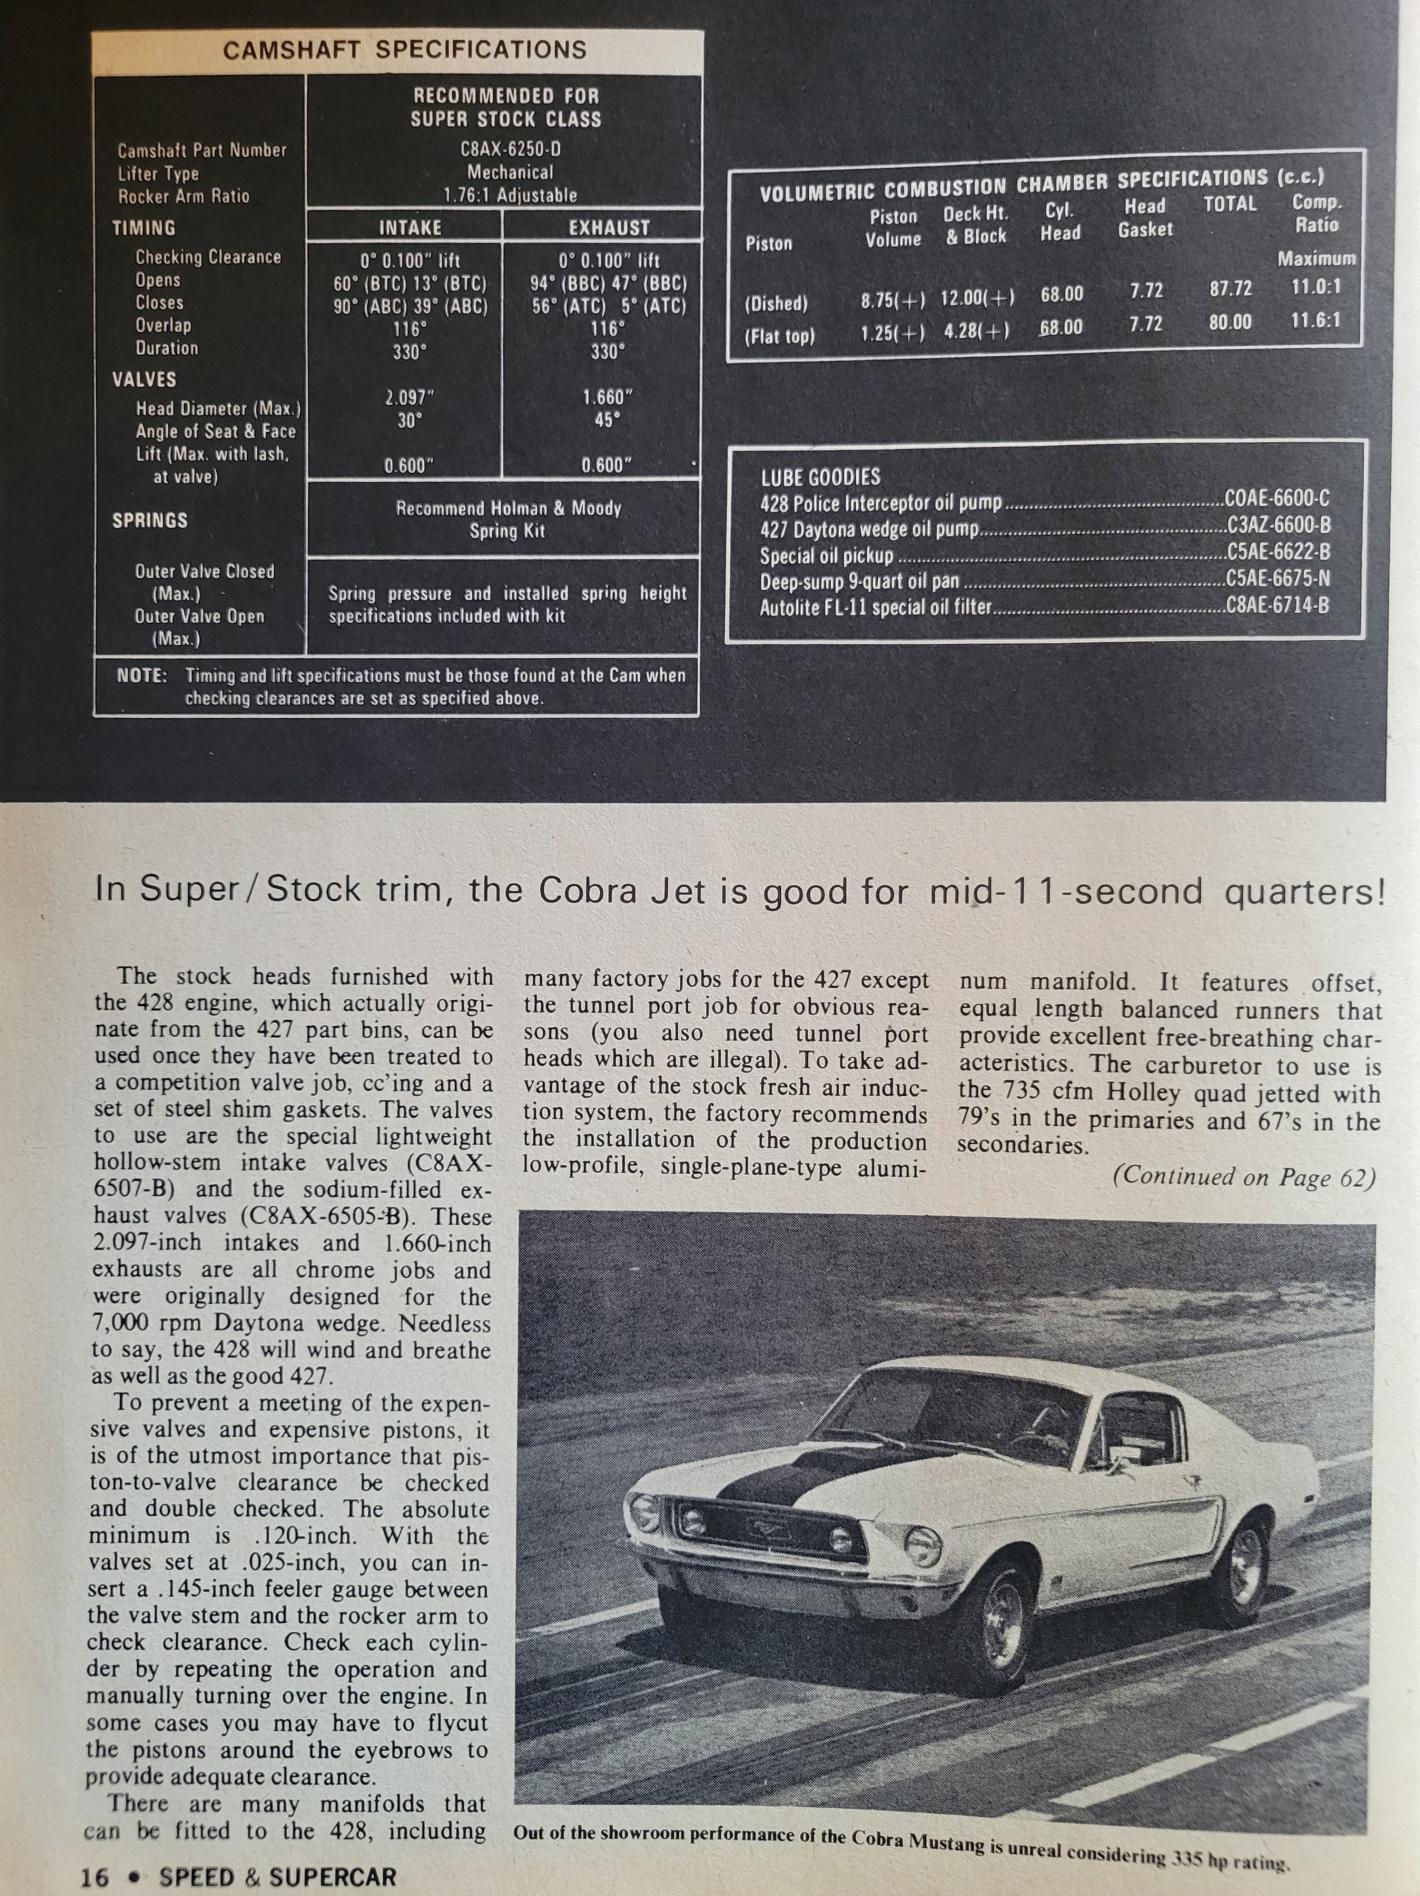 CAMSHAFT SPECIFICATIONS
RECOMMENDED FOR
SUPER STOCK CLASS
Camshaft Part Number C8AX-6250-D
Lifter Type Mechanical
Rocker Arm Ratio 1.76:1 Adjustable
TIMING INTAKE EXHAUST
Checking Clearance 0° 0.100" lift 0° 0.100" lift
Opens 60° (BTC) 13° (BTC) 94° (BBC) 47° (BBC)
Closes 90° (ABC) 39° (ABC) 56° (ATC) 5° (ATC)
Overlap 116° 116°
Duration 330° 330°
VALVES
Head Diameter (Max.) 2.097" 1.660"
Angle of Seat & Face 30° 45°
Lift (Max. with lash,
at valve) 0.600" 0.600"
SPRINGS
Recommend Holman & Moody
Spring Kit
Outer Valve Closed
(Max.)
Outer Valve Open
(Max.)
Spring pressure and installed spring height
specifications included with kit
NOTE: Timing and lift specifications must be those found at the Cam when
checking clearances are set as specified above.
VOLUMETRIC COMBUSTION CHAMBER SPECIFICATIONS (c.c.)
Piston Piston Volume Deck Ht. & Block Cyl. Head Head Gasket TOTAL Comp. Ratio
Maximum
(Dished) 8.75(+) 12.00(+) 68.00 7.72 87.72 11.0:1
(Flat top) 1.25(+) 4.28(+) 68.00 7.72 80.00 11.6:1
LUBE GOODIES
428 Police Interceptor oil pump..........C0AE-6600-C
427 Daytona wedge oil pump..........C3AZ-6600-B
Special oil pickup..........C5AE-6622-B
Deep-sump 9-quart oil pan..........C5AE-6675-N
Autolite FL-11 special oil filter..........C8AE-6714-B
In Super/Stock trim, the Cobra Jet is good for mid-11-second quarters!
The stock heads furnished with
the 428 engine, which actually origi-
nate from the 427 part bins, can be
used once they have been treated to
a competition valve job, cc'ing and a
set of steel shim gaskets. The valves
to use are the special lightweight
hollow-stem intake valves (C8AX-
6507-B) and the sodium-filled ex-
haust valves (C8AX-6505-B). These
2.097-inch intakes and 1.660-inch
exhausts are all chrome jobs and
were originally designed for the
7,000 rpm Daytona wedge. Needless
to say, the 428 will wind and breathe
as well as the good 427.
To prevent a meeting of the expen-
sive valves and expensive pistons, it
is of the utmost importance that pis-
ton-to-valve clearance be checked
and double checked. The absolute
minimum is .120-inch. With the
valves set at .025-inch, you can in-
sert a .145-inch feeler gauge between
the valve stem and the rocker arm to
check clearance. Check each cylin-
der by repeating the operation and
manually turning over the engine. In
some cases you may have to flycut
the pistons around the eyebrows to
provide adequate clearance.
There are many manifolds that
can be fitted to the 428, including
many factory jobs for the 427 except
the tunnel port job for obvious rea-
sons (you also need tunnel port
heads which are illegal). To take ad-
vantage of the stock fresh air induc-
tion system, the factory recommends
the installation of the production
low-profile, single-plane-type alumi-
num manifold. It features offset,
equal length balanced runners that
provide excellent free-breathing char-
acteristics. The carburetor to use is
the 735 cfm Holley quad jetted with
79's in the primaries and 67's in the
secondaries.
(Continued on Page 62)
Out of the showroom performance of the Cobra Mustang is unreal considering 335 hp rating.
16 • SPEED & SUPERCAR